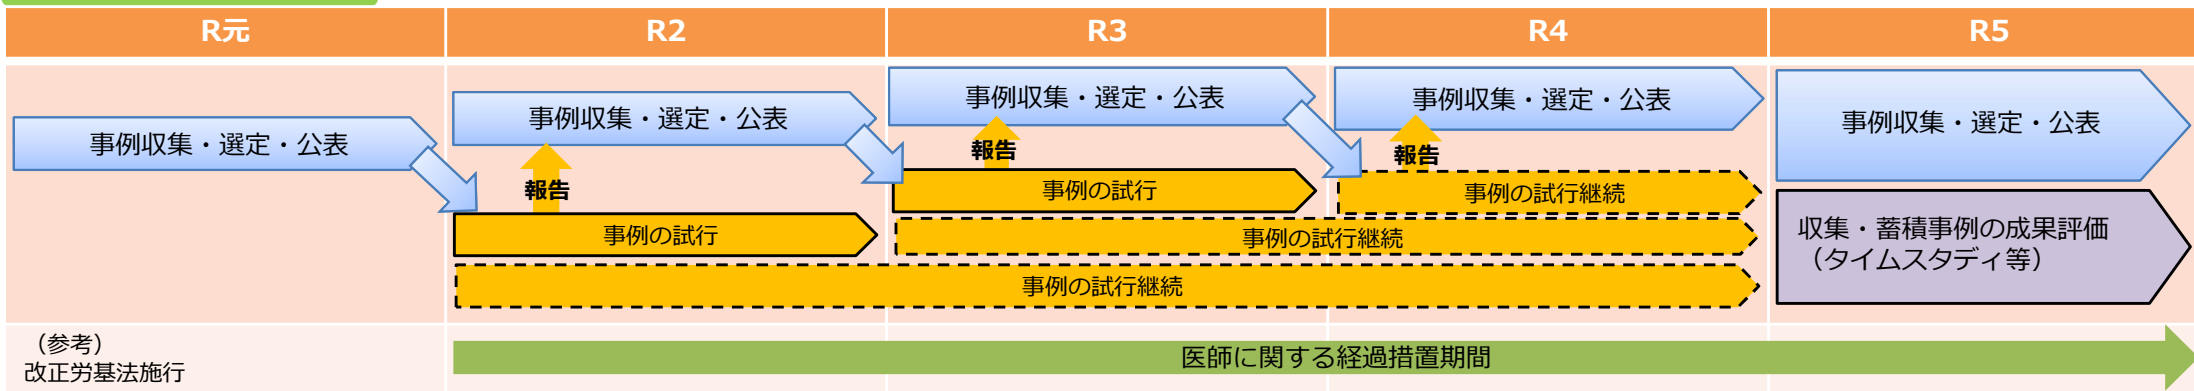 R元
R2
R3
R4
R5
事例収集・選定・公表
事例収集・選定・公表
事例収集・選定・公表
事例収集・選定・公表
事例収集・選定・公表
報告
報告
報告
事例の試行
事例の試行
事例の試行継続
事例の試行継続
事例の試行継続
収集・蓄積事例の成果評価
（タイムスタディ等）
（参考）
改正労基法施行
医師に関する経過措置期間